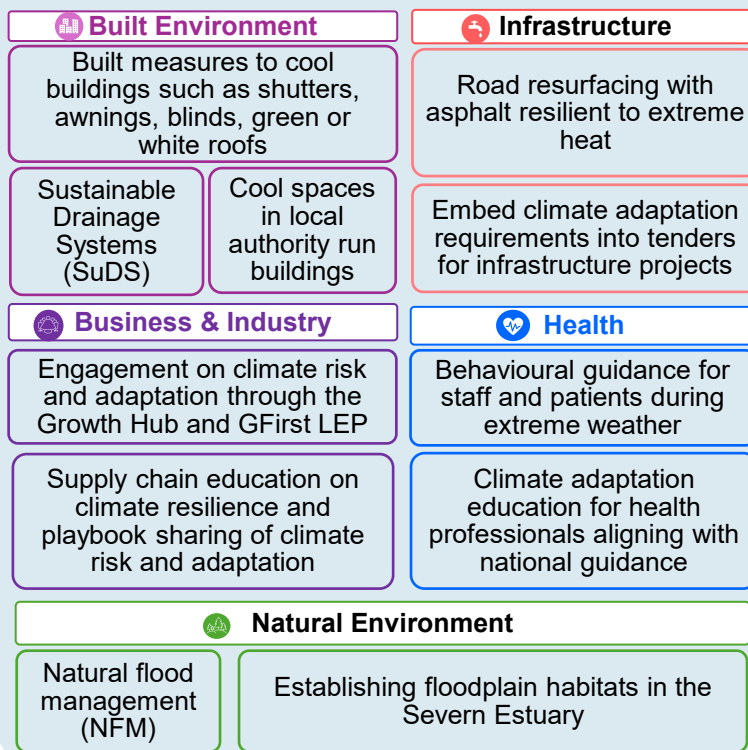 Built Environment
Built measures to cool
buildings such as shutters,
awnings, blinds, green or
white roofs
Sustainable
Drainage
Systems
(SuDS)
Cool spaces
in local
authority run
buildings
Infrastructure
Road resurfacing with
asphalt resilient to extreme
heat
Embed climate adaptation
requirements into tenders
for infrastructure projects
Business & Industry
Engagement on climate risk
and adaptation through the
Growth Hub and GFirst LEP
Supply chain education on
climate resilience and
playbook sharing of climate
risk and adaptation
Health
Behavioural guidance for
staff and patients during
extreme weather
Climate adaptation
education for health
professionals aligning with
national guidance
Natural Environment
Natural flood
management
(NFM)
Establishing floodplain habitats in the
Severn Estuary